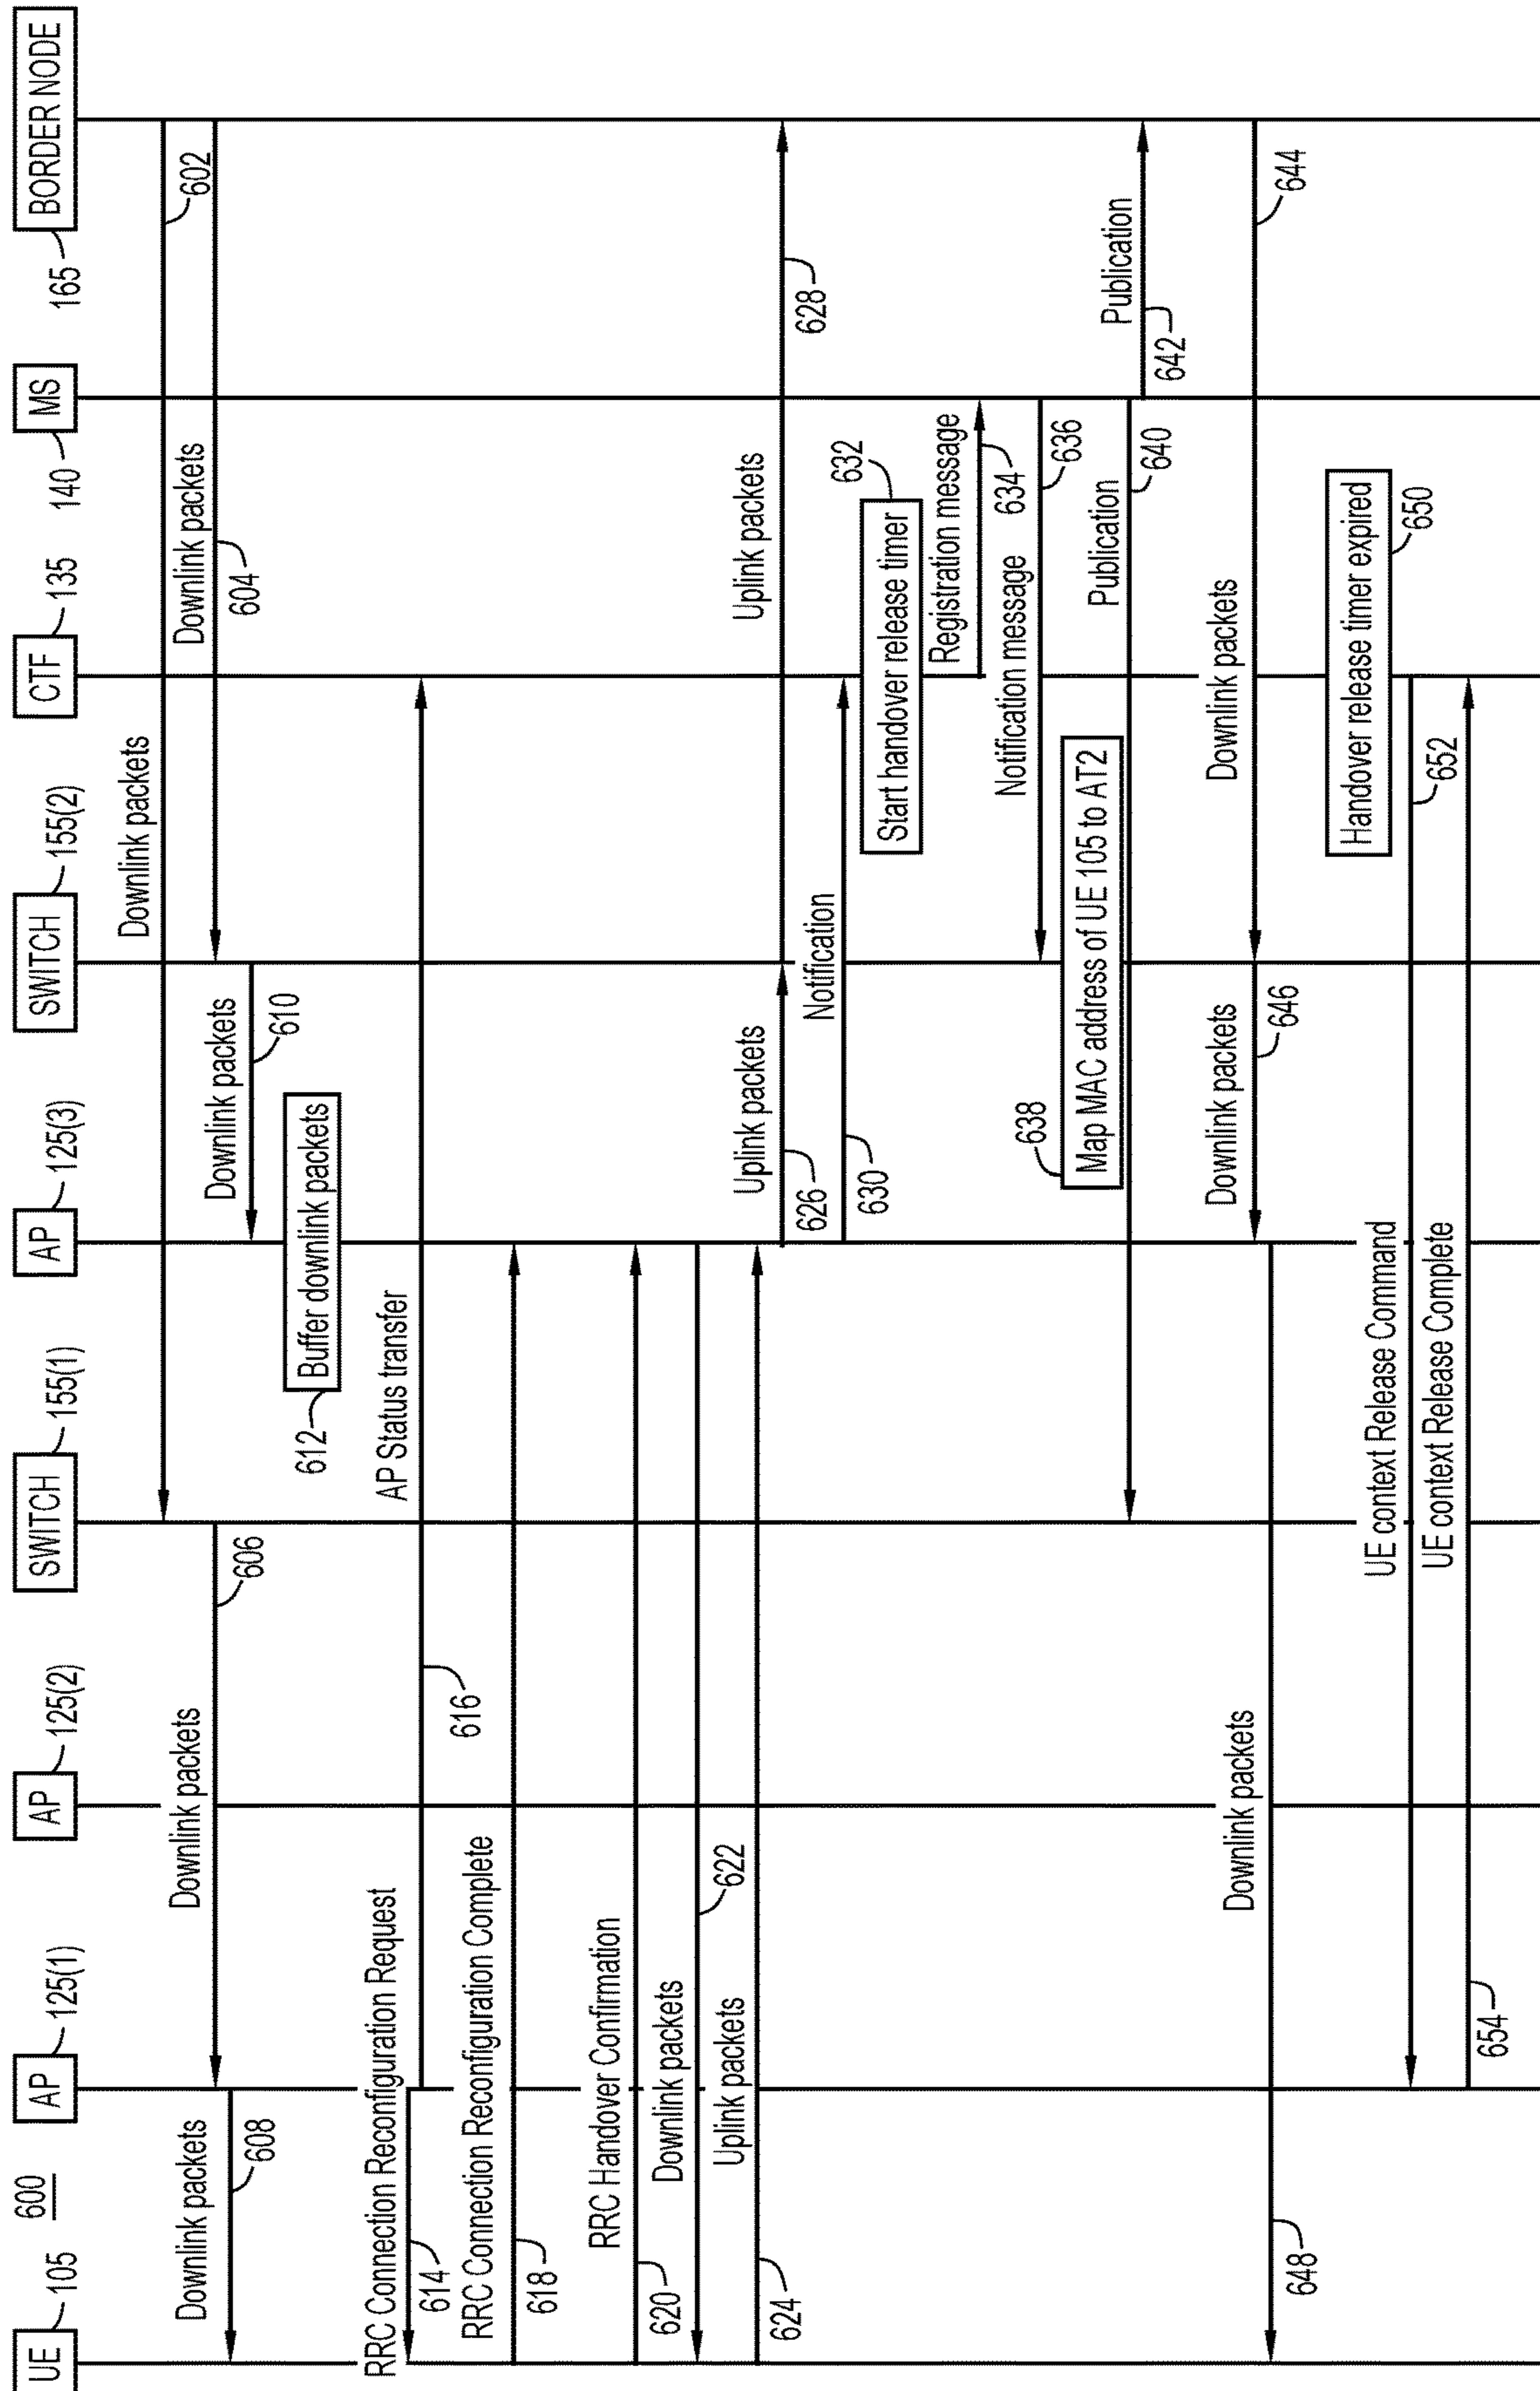 600
UE
105
AP
125(1)
AP
125(2)
SWITCH
155(1)
AP
125(3)
SWITCH
155(2)
CTF
135
MS
140
BORDER NODE
165
Downlink packets
602
Downlink packets
604
Downlink packets
606
Downlink packets
608
Downlink packets
610
Buffer downlink packets
612
RRC Connection Reconfiguration Request
614
AP Status transfer
616
RRC Connection Reconfiguration Complete
618
RRC Handover Confirmation
620
Downlink packets
622
Uplink packets
624
Uplink packets
626
Uplink packets
628
Notification
630
Start handover release timer
632
Registration message
634
Notification message
636
Map MAC address of UE 105 to AT2
638
Publication
640
Publication
642
Downlink packets
644
Downlink packets
646
Downlink packets
648
Handover release timer expired
650
UE context Release Command
652
UE context Release Complete
654